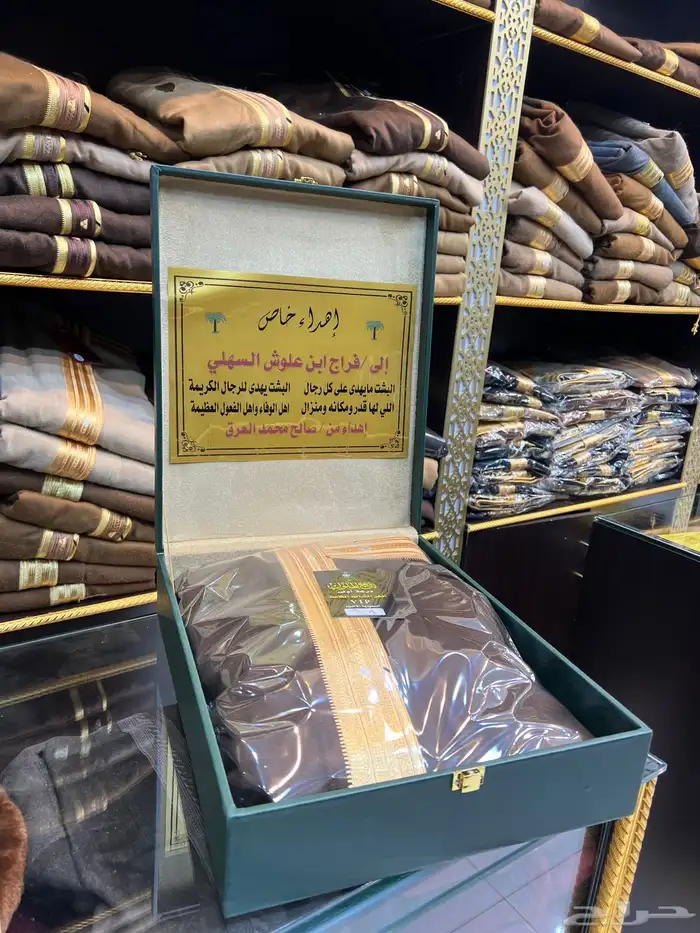 إهداء خاص
إلى /فراج ابن علوش السهلي
البشت مايهدى على كل رجال البشت يهدى للرجال الكريمة
اللي لها قدر ومكانه ومنزال اهل الوفاء واهل الفعول العظيمة
إهداء من / صالح محمد العرق
VIP
حراج